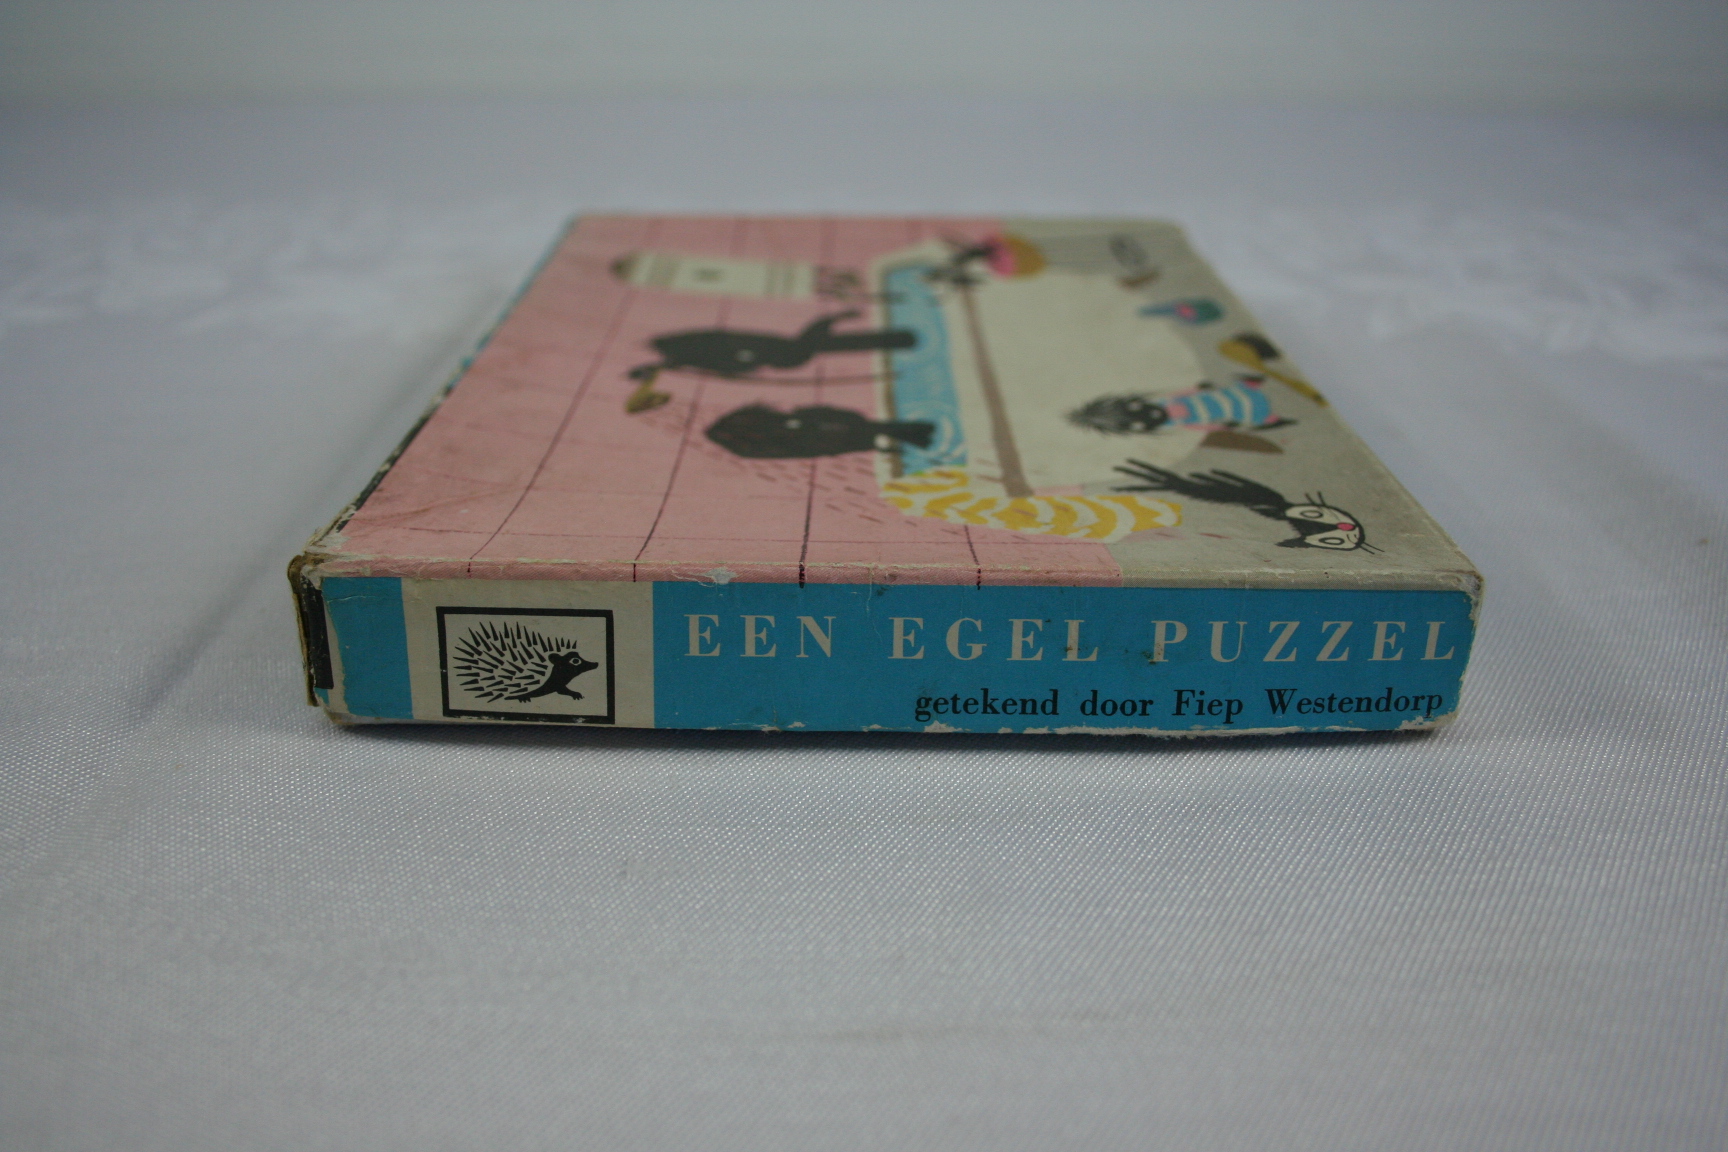 EEN EGEL PUZZEL
getekend door Fiep Westendorp